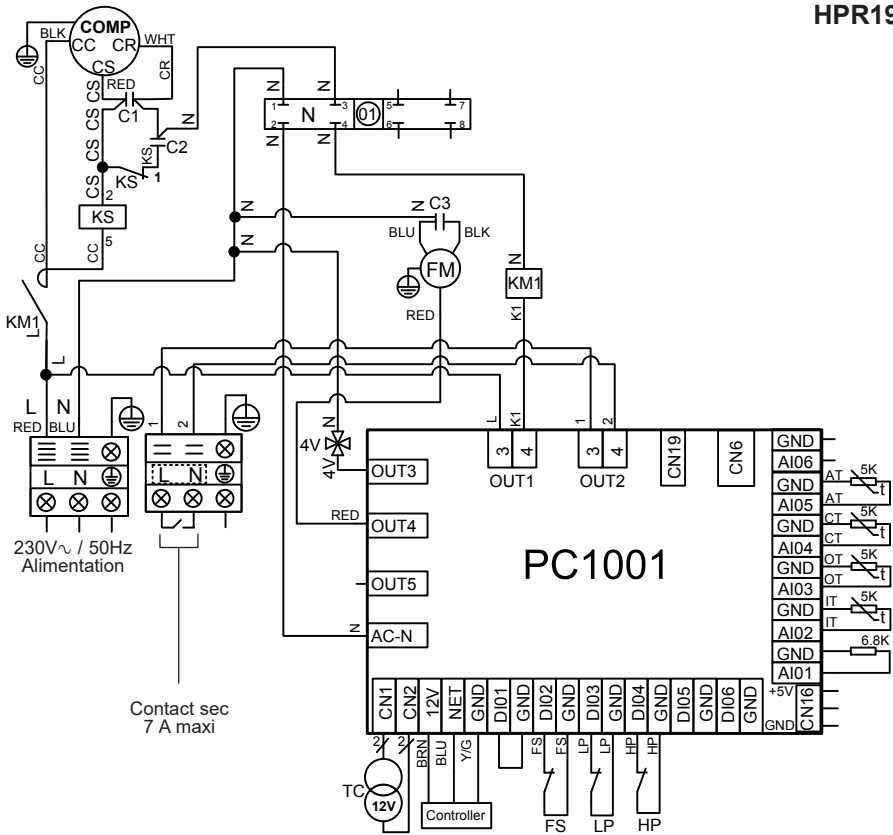 HPR19
COMP
BLK
CC
CR
WHT
CS
RED
CC
CR
CS
CS
CS
CS
C1
KS
C2
N
KS
1
2
KS
5
CC
CC
KM1
L
L
N
N
1
2
N
3
4
01
5
6
7
8
N
N
N
N
C3
BLU
BLK
FM
RED
N
KM1
K1
N
L
N
RED
BLU
1
2
L
N
L
N
230V∿ / 50Hz
Alimentation
Contact sec
7 A maxi
N
4V
4V
RED
N
L
K1
1
2
3
4
OUT1
3
4
OUT2
CN19
CN6
OUT3
OUT4
OUT5
AC-N
PC1001
GND
AI06
GND
AI05
GND
AI04
GND
AI03
GND
AI02
GND
AI01
AT
5K
t
AT
CT
5K
t
CT
OT
5K
t
OT
IT
5K
t
IT
6.8K
+5V
GND
CN16
CN1
CN2
12V
NET
GND
DI01
GND
DI02
GND
DI03
GND
DI04
GND
DI05
GND
DI06
GND
2
2
BRN
BLU
Y/G
FS
FS
LP
LP
HP
HP
TC
12V
Controller
FS
LP
HP